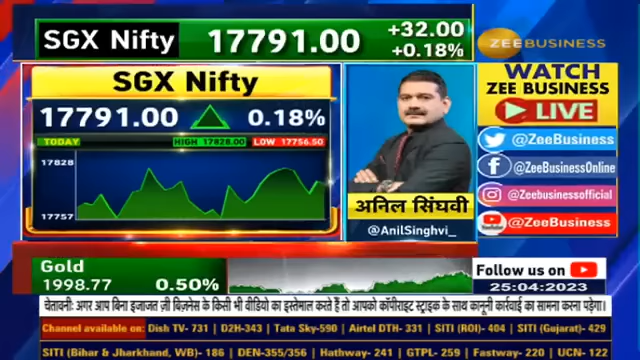 SGX Nifty 17791.00 +32.00
+0.18%
ZEE BUSINESS
SGX Nifty
17791.00 0.18%
TODAY HIGH 17828.00 LOW 17756.50
17828
17757
अनिल सिंघवी
@AnilSinghvi_
WATCH
ZEE BUSINESS
LIVE
@ZeeBusiness
@ZeeBusinessOnline
@Zeebusinessofficial
YouTube @ZeeBusiness
Gold
1998.77 0.50%
Follow us on
25:04:2023
चेतावनी: अगर आप बिना इजाजत ज़ी बिज़नेस के किसी भी वीडियो का इस्तेमाल करते हैं तो आपको कॉपीराइट स्ट्राइक के साथ कानूनी कार्रवाई का सामना करना पड़ेगा.
Channel available on: Dish TV- 731 | D2H-343 | Tata Sky-590 | Airtel DTH- 331 | SITI (ROI)- 404 | SITI (Gujarat)- 429
SITI (Bihar & Jharkhand, WB)- 186 | DEN-355/356 | Hathway- 241 | GTPL- 259 | Fastway- 220 | UCN- 122